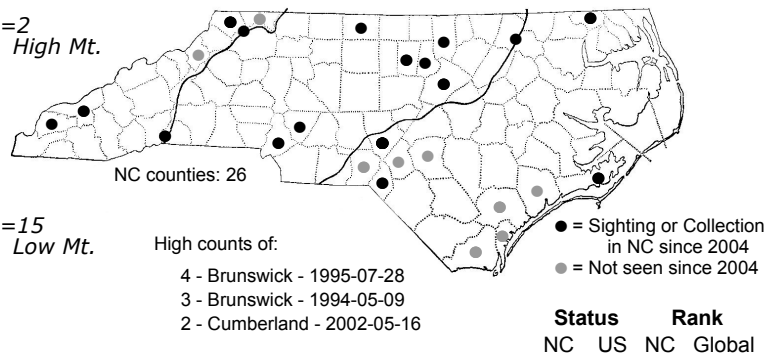 =2
High Mt.
NC counties: 26
=15
Low Mt.
High counts of:
4 - Brunswick - 1995-07-28
3 - Brunswick - 1994-05-09
2 - Cumberland - 2002-05-16
= Sighting or Collection
in NC since 2004
= Not seen since 2004
Status Rank
NC US NC Global